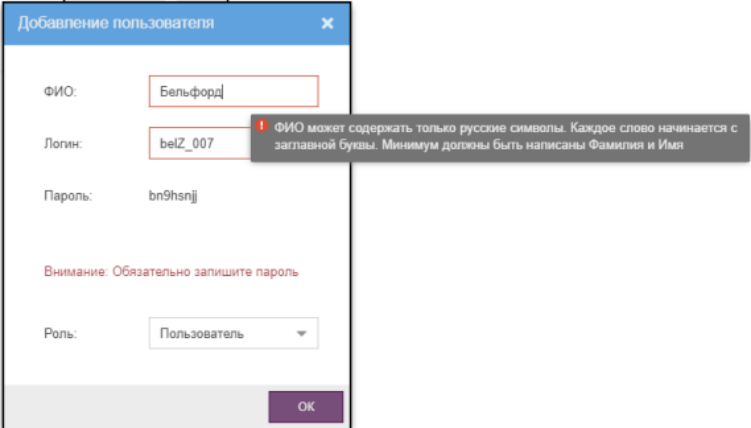 Добавление пользователя
ФИО:
Бельфорд
ФИО может содержать только русские символы. Каждое слово начинается с
заглавной буквы. Минимум должны быть написаны Фамилия и Имя
Логин:
belZ_007
Пароль:
bn9hsnjj
Внимание: Обязательно запишите пароль
Роль:
Пользователь
ОК